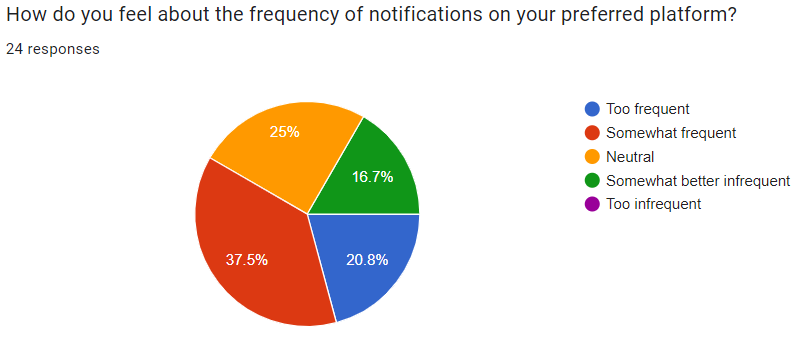 How do you feel about the frequency of notifications on your preferred platform?
24 responses
25%
16.7%
37.5%
20.8%
Too frequent
Somewhat frequent
Neutral
Somewhat better infrequent
Too infrequent